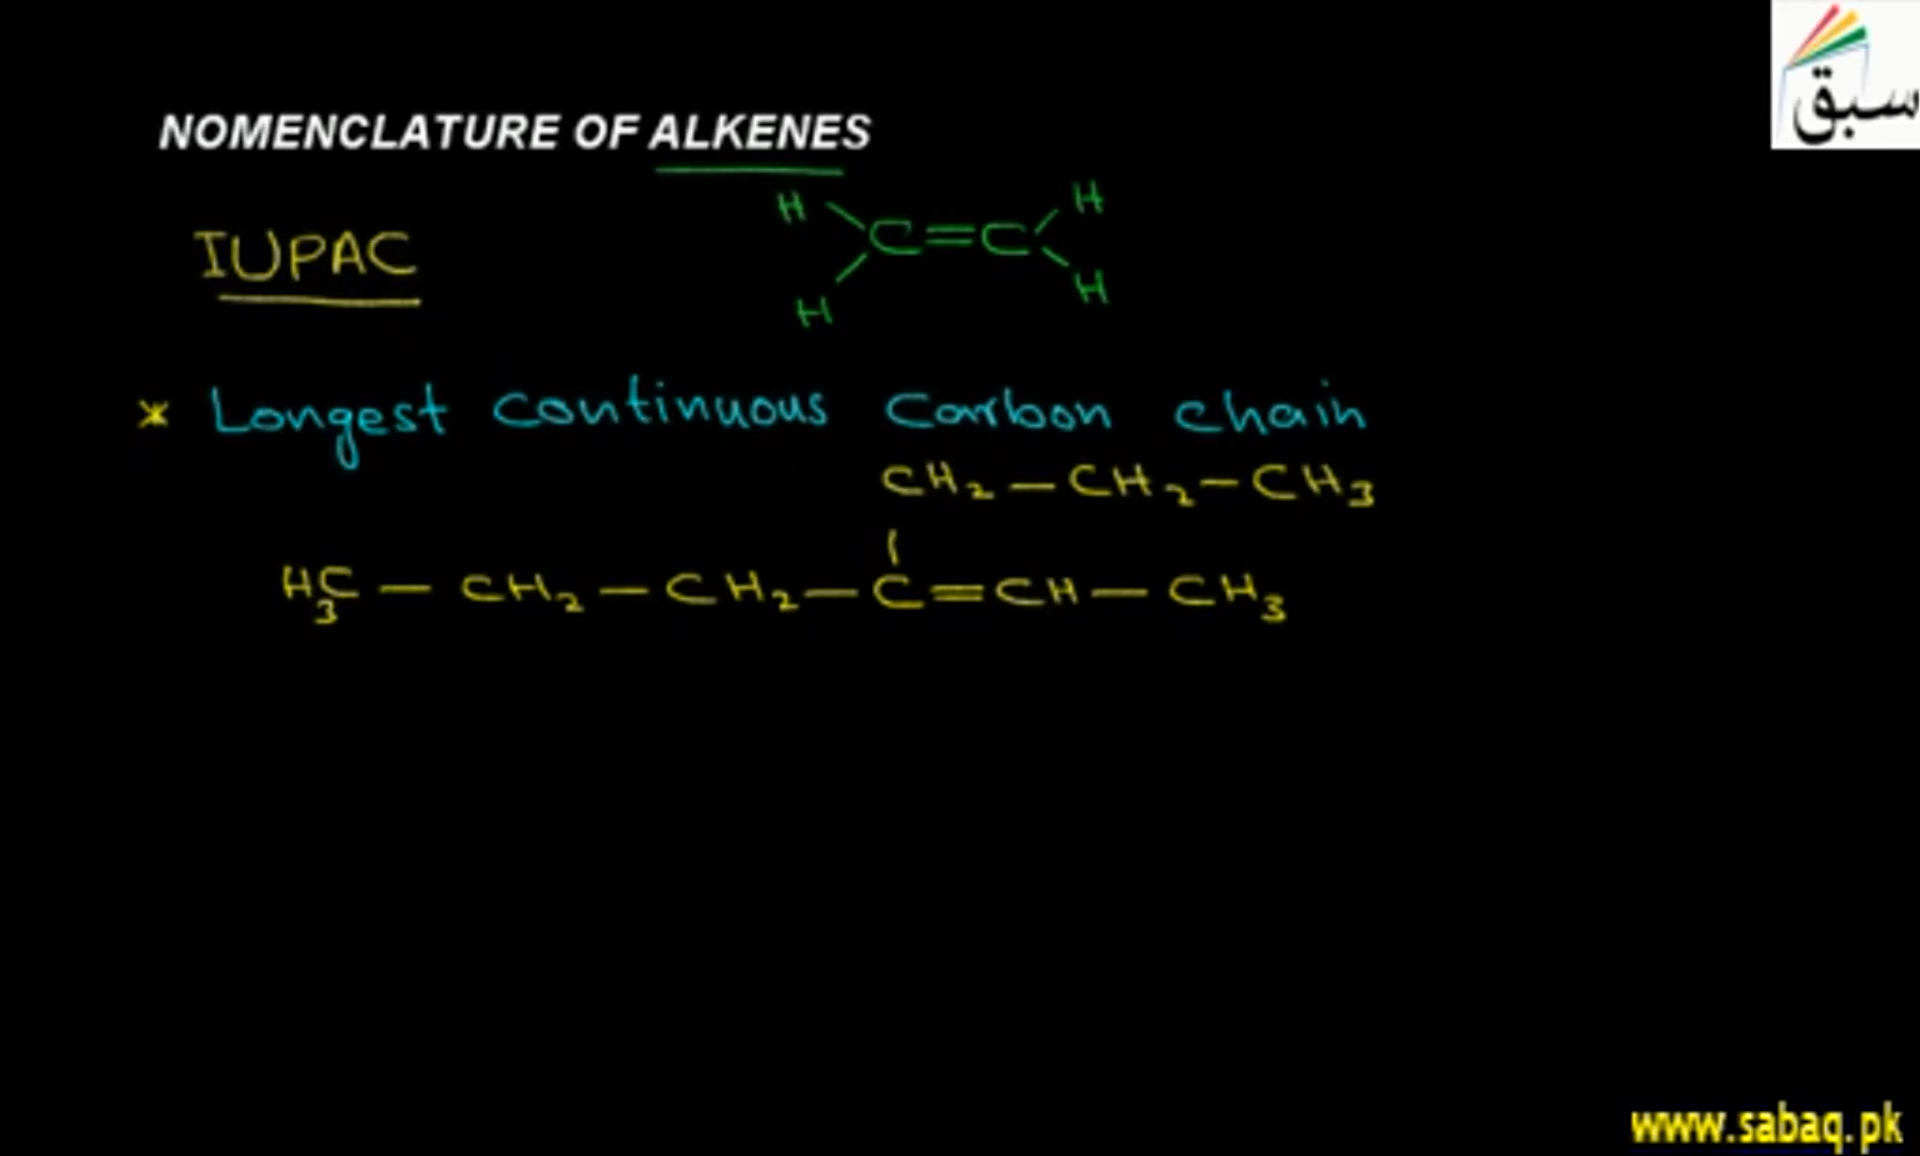 سبق
NOMENCLATURE OF ALKENES
H H
IUPAC
C=C
H H
* Longest continuous carbon chain
CH₂—CH₂—CH₃
H₃C—CH₂—CH₂—C=CH—CH₃
www.sabaq.pk